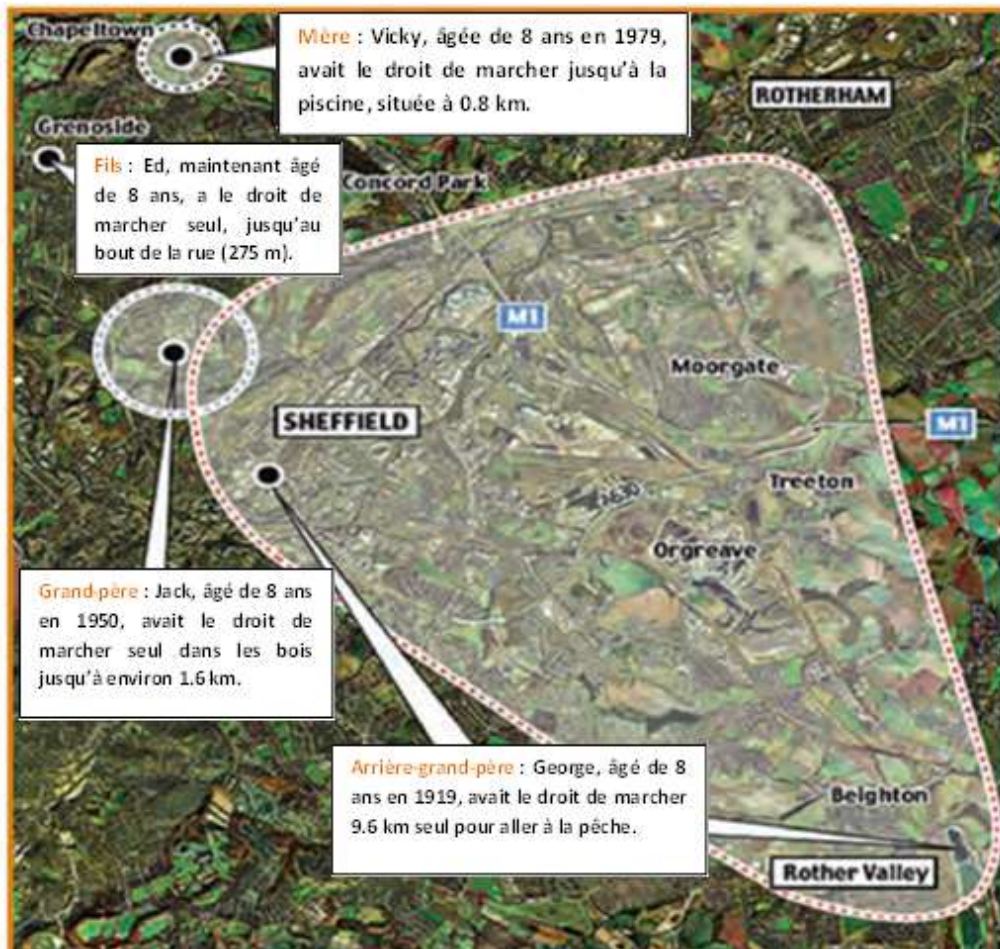 Chapeltown
Mère : Vicky, âgée de 8 ans en 1979,
avait le droit de marcher jusqu'à la
piscine, située à 0.8 km.
ROTHERHAM
Grenoside
Fils : Ed, maintenant âgé
de 8 ans, a le droit de
marcher seul, jusqu'au
bout de la rue (275 m).
Concord Park
M1
Moorgate
SHEFFIELD
M1
Treeton
A630
Orgreave
Grand-père : Jack, âgé de 8 ans
en 1950, avait le droit de
marcher seul dans les bois
jusqu'à environ 1.6 km.
Arrière-grand-père : George, âgé de 8
ans en 1919, avait le droit de marcher
9.6 km seul pour aller à la pêche.
Beighton
Rother Valley